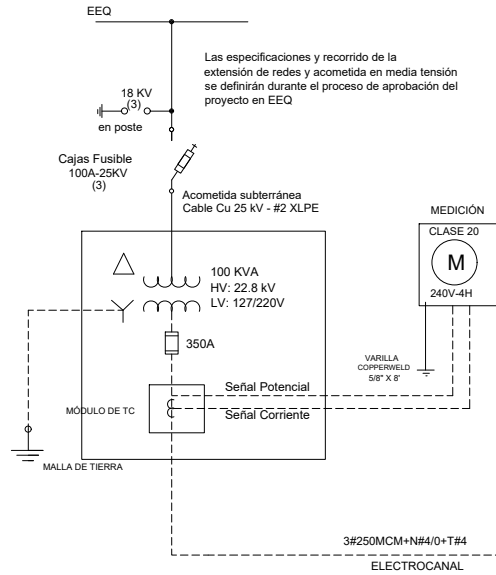 EEQ
Las especificaciones y recorrido de la
extensión de redes y acometida en media tensión
se definirán durante el proceso de aprobación del
proyecto en EEQ
18 KV
(3)
en poste
Cajas Fusible
100A-25KV
(3)
Acometida subterránea
Cable Cu 25 kV - #2 XLPE
MEDICIÓN
CLASE 20
M
240V-4H
100 KVA
HV: 22.8 kV
LV: 127/220V
350A
VARILLA
COPPERWELD
5/8" X 8'
Señal Potencial
MÓDULO DE TC
Señal Corriente
MALLA DE TIERRA
3#250MCM+N#4/0+T#4
ELECTROCANAL